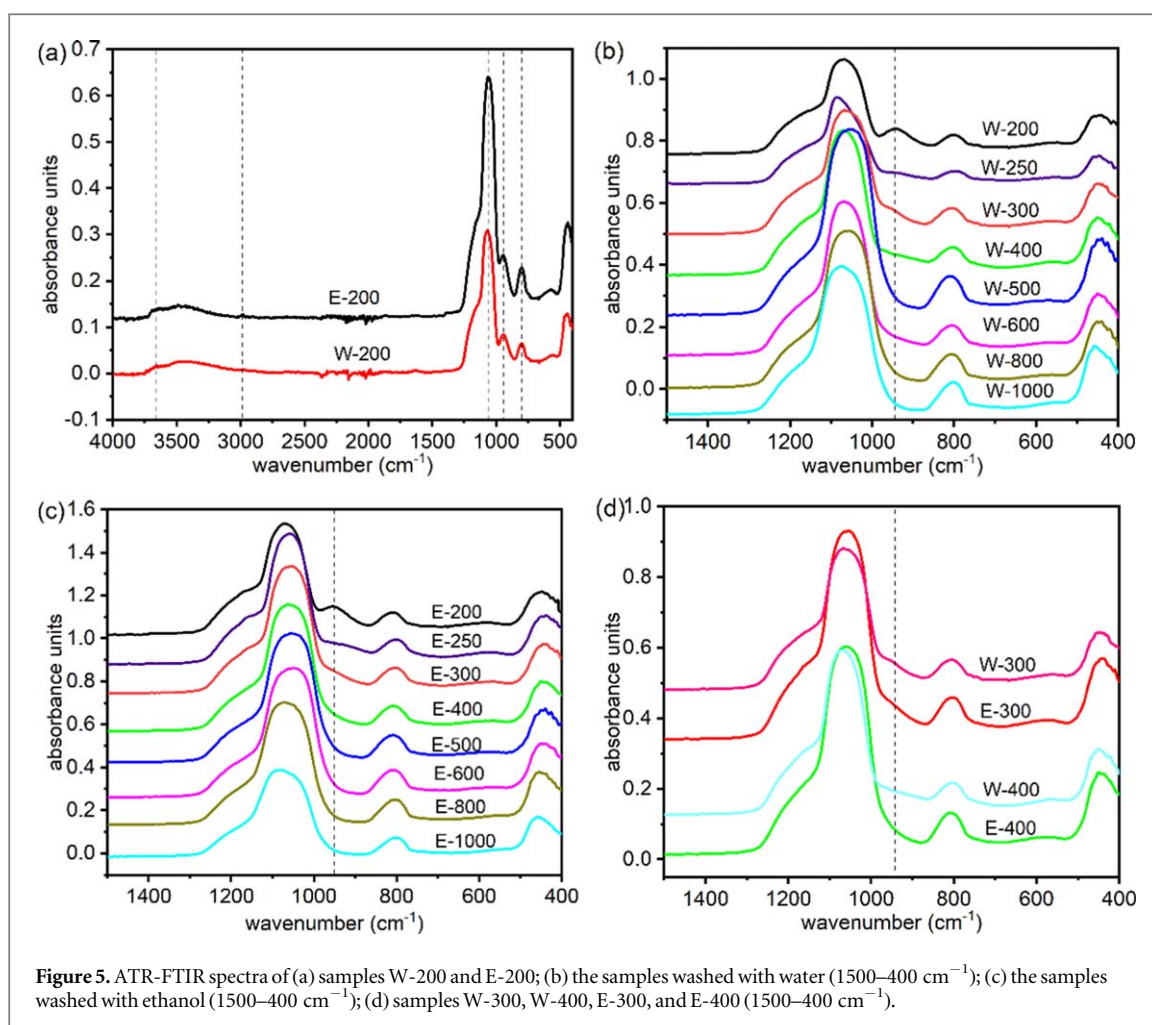 (a)
0.7
0.6
0.5
0.4
0.3
0.2
0.1
0.0
-0.1
absorbance units
E-200
W-200
4000 3500 3000 2500 2000 1500 1000 500
wavenumber (cm⁻¹)
(b)
1.0
0.8
0.6
0.4
0.2
0.0
absorbance units
W-200
W-250
W-300
W-400
W-500
W-600
W-800
W-1000
1400 1200 1000 800 600 400
wavenumber (cm⁻¹)
(c)
1.6
1.4
1.2
1.0
0.8
0.6
0.4
0.2
0.0
absorbance units
E-200
E-250
E-300
E-400
E-500
E-600
E-800
E-1000
1400 1200 1000 800 600 400
wavenumber (cm⁻¹)
(d)
1.0
0.8
0.6
0.4
0.2
0.0
absorbance units
W-300
E-300
W-400
E-400
1400 1200 1000 800 600 400
wavenumber (cm⁻¹)
Figure 5. ATR-FTIR spectra of (a) samples W-200 and E-200; (b) the samples washed with water (1500–400 cm⁻¹); (c) the samples
washed with ethanol (1500–400 cm⁻¹); (d) samples W-300, W-400, E-300, and E-400 (1500–400 cm⁻¹).